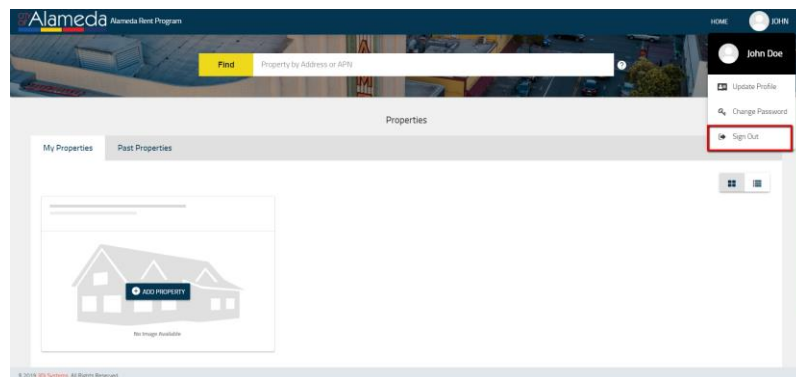 Alameda Alameda Rent Program
HOME JOHN
Find Property by Address or APN
John Doe
Update Profile
Change Password
Sign Out
Properties
My Properties Past Properties
ADD PROPERTY
No Image Available
© 2019 3Di Systems. All Rights Reserved.